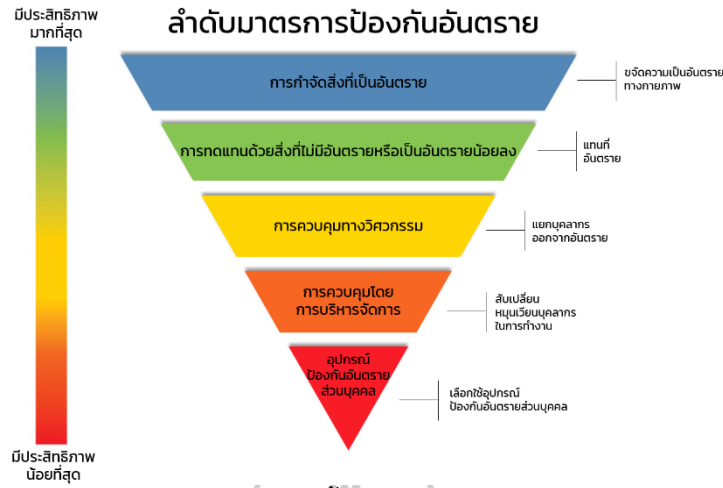 มีประสิทธิภาพ
มากที่สุด
ลำดับมาตรการป้องกันอันตราย
การกำจัดสิ่งที่เป็นอันตราย
ขจัดความเป็นอันตราย
ทางกายภาพ
การทดแทนด้วยสิ่งที่ไม่มีอันตรายหรือเป็นอันตรายน้อยลง
แทนที่
อันตราย
การควบคุมทางวิศวกรรม
แยกบุคลากร
ออกจากอันตราย
การควบคุมโดย
การบริหารจัดการ
สับเปลี่ยน
หมุนเวียนบุคลากร
ในการทำงาน
อุปกรณ์
ป้องกันอันตราย
ส่วนบุคคล
เลือกใช้อุปกรณ์
ป้องกันอันตรายส่วนบุคคล
มีประสิทธิภาพ
น้อยที่สุด